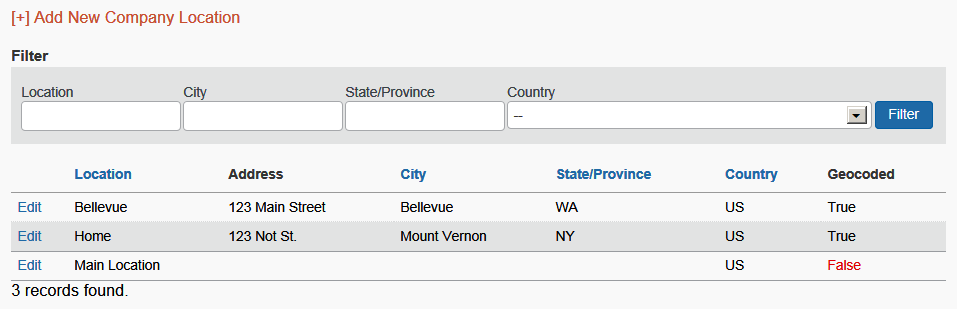 [+] Add New Company Location
Filter
Location City State/Province Country
-- Filter
Location Address City State/Province Country Geocoded
Edit Bellevue 123 Main Street Bellevue WA US True
Edit Home 123 Not St. Mount Vernon NY US True
Edit Main Location US False
3 records found.